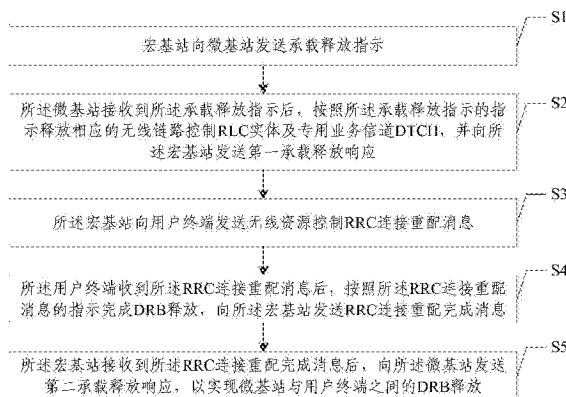 S1
宏基站向微基站发送承载释放指示
S2
所述微基站接收到所述承载释放指示后，按照所述承载释放指示的指
示释放相应的无线链路控制RLC实体及专用业务信道DTCH，并向所
述宏基站发送第一承载释放响应
S3
所述宏基站向用户终端发送无线资源控制RRC连接重配消息
S4
所述用户终端收到所述RRC连接重配消息后，按照所述RRC连接重配
消息的指示完成DRB释放，向所述宏基站发送RRC连接重配完成消息
S5
所述宏基站接收到所述RRC连接重配完成消息后，向所述微基站发送
第二承载释放响应，以实现微基站与用户终端之间的DRB释放